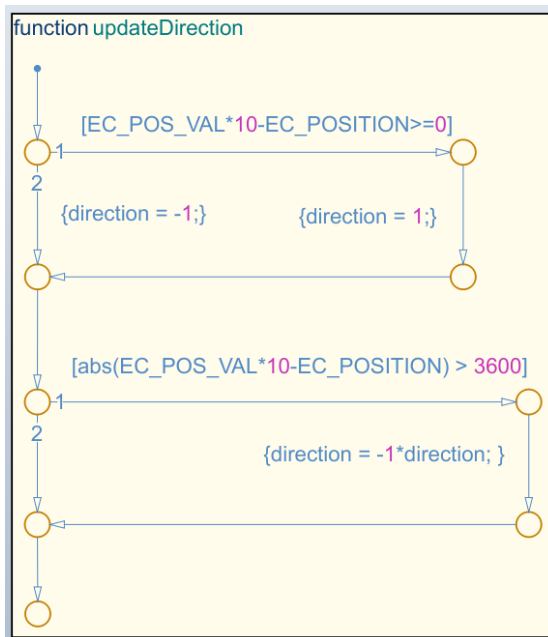 function updateDirection
[EC_POS_VAL*10-EC_POSITION>=0]
1
2
{direction = -1;}
{direction = 1;}
[abs(EC_POS_VAL*10-EC_POSITION) > 3600]
1
2
{direction = -1*direction; }